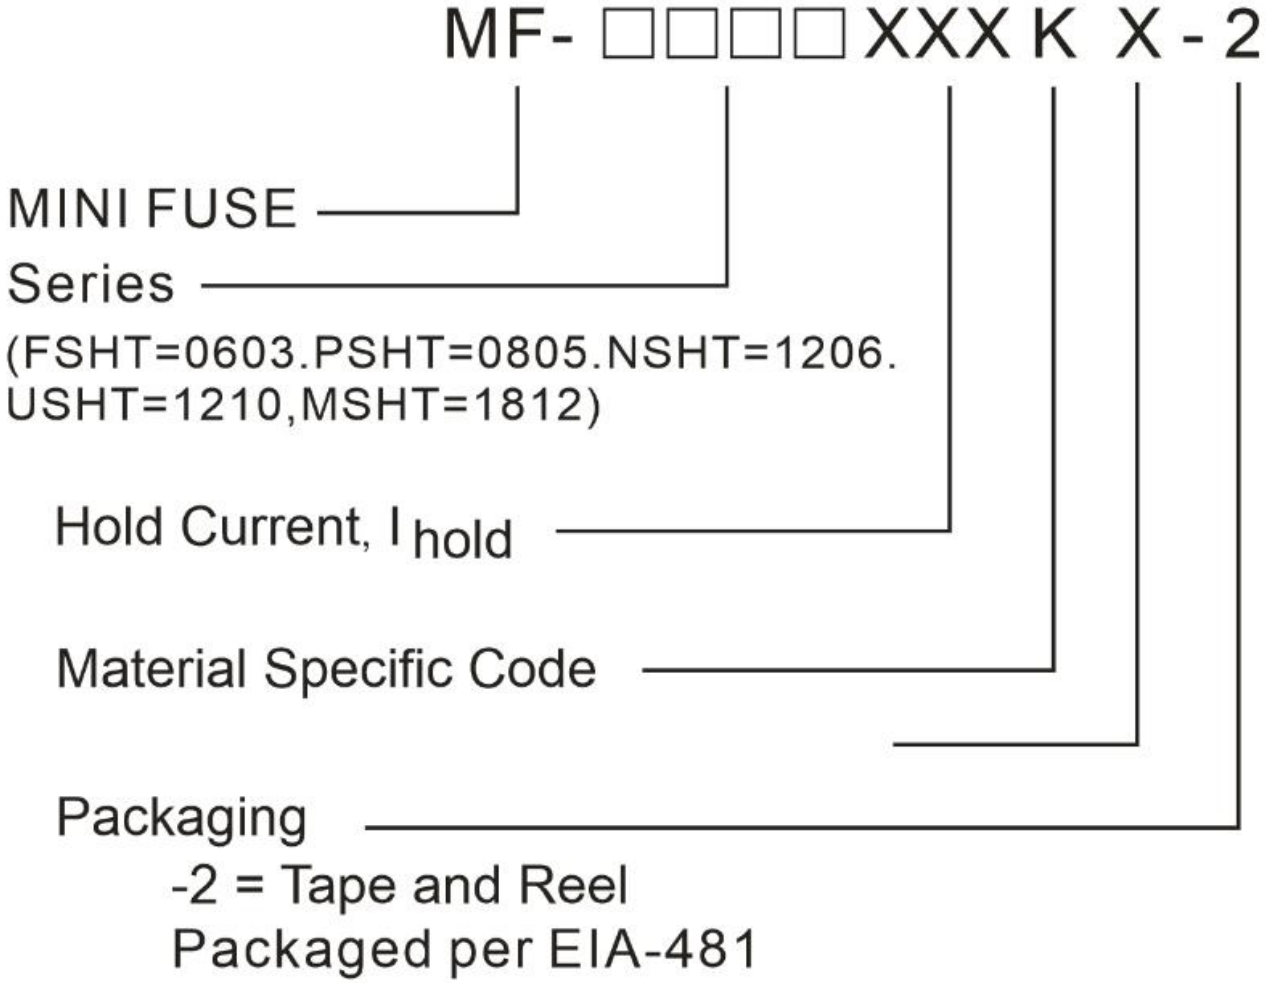 MF- □□□□ XXX K X - 2
MINI FUSE
Series
(FSHT=0603.PSHT=0805.NSHT=1206.
USHT=1210,MSHT=1812)
Hold Current, I hold
Material Specific Code
Packaging
-2 = Tape and Reel
Packaged per EIA-481